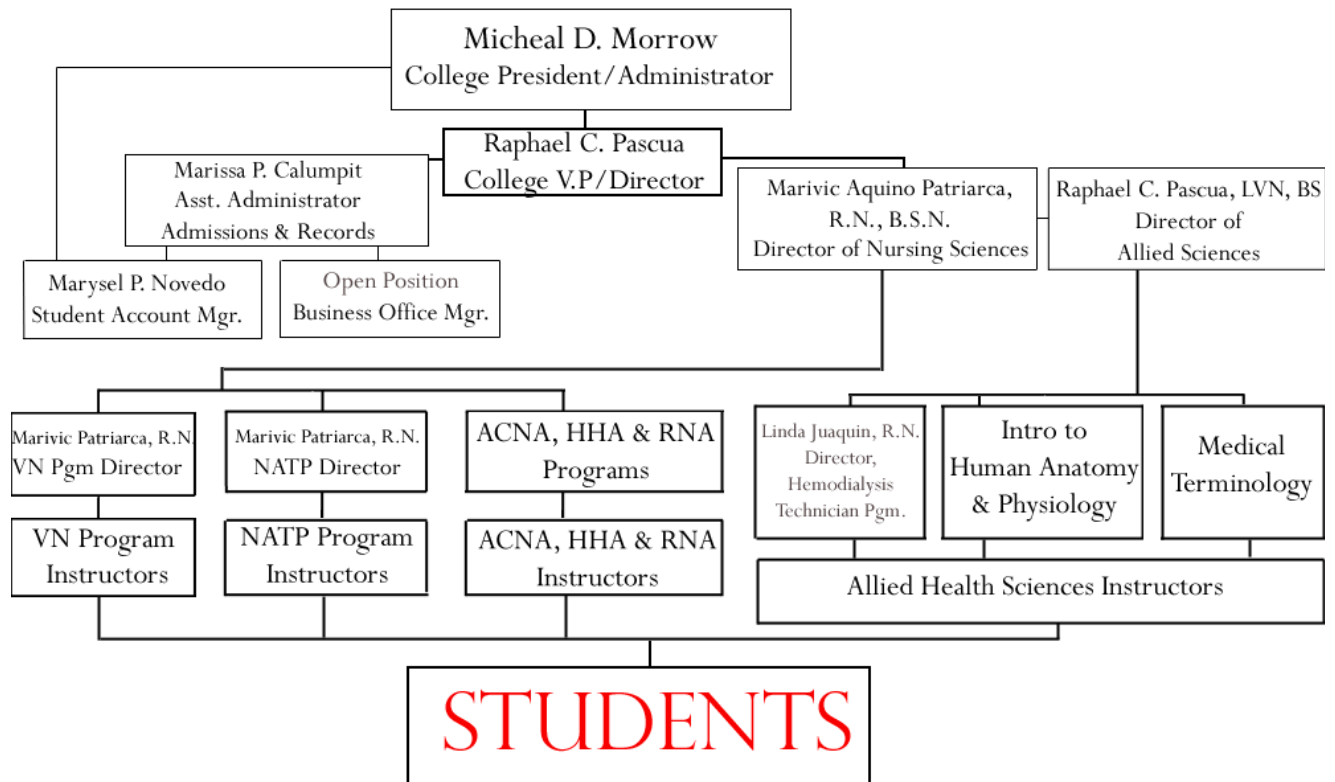 Micheal D. Morrow
College President/Administrator
Raphael C. Pascua
College V.P/Director
Marissa P. Calumpit
Asst. Administrator
Admissions & Records
Marivic Aquino Patriarca,
R.N., B.S.N.
Director of Nursing Sciences
Raphael C. Pascua, LVN, BS
Director of
Allied Sciences
Marysel P. Novedo
Student Account Mgr.
Open Position
Business Office Mgr.
Marivic Patriarca, R.N.
VN Pgm Director
Marivic Patriarca, R.N.
NATP Director
ACNA, HHA & RNA
Programs
Linda Juaquin, R.N.
Director,
Hemodialysis
Technician Pgm.
Intro to
Human Anatomy
& Physiology
Medical
Terminology
VN Program
Instructors
NATP Program
Instructors
ACNA, HHA & RNA
Instructors
Allied Health Sciences Instructors
STUDENTS